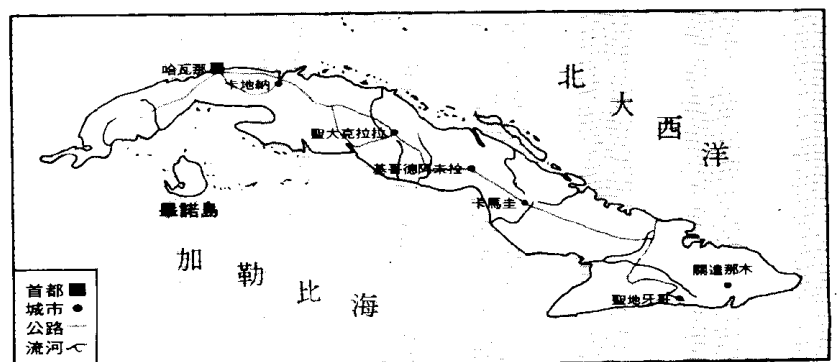 哈瓦那
卡地納
聖大克拉拉
基哥德阿未拉
卡馬圭
關達那木
聖地牙哥
畢諾島
北大西洋
加勒比海
首都
城市
公路
流河